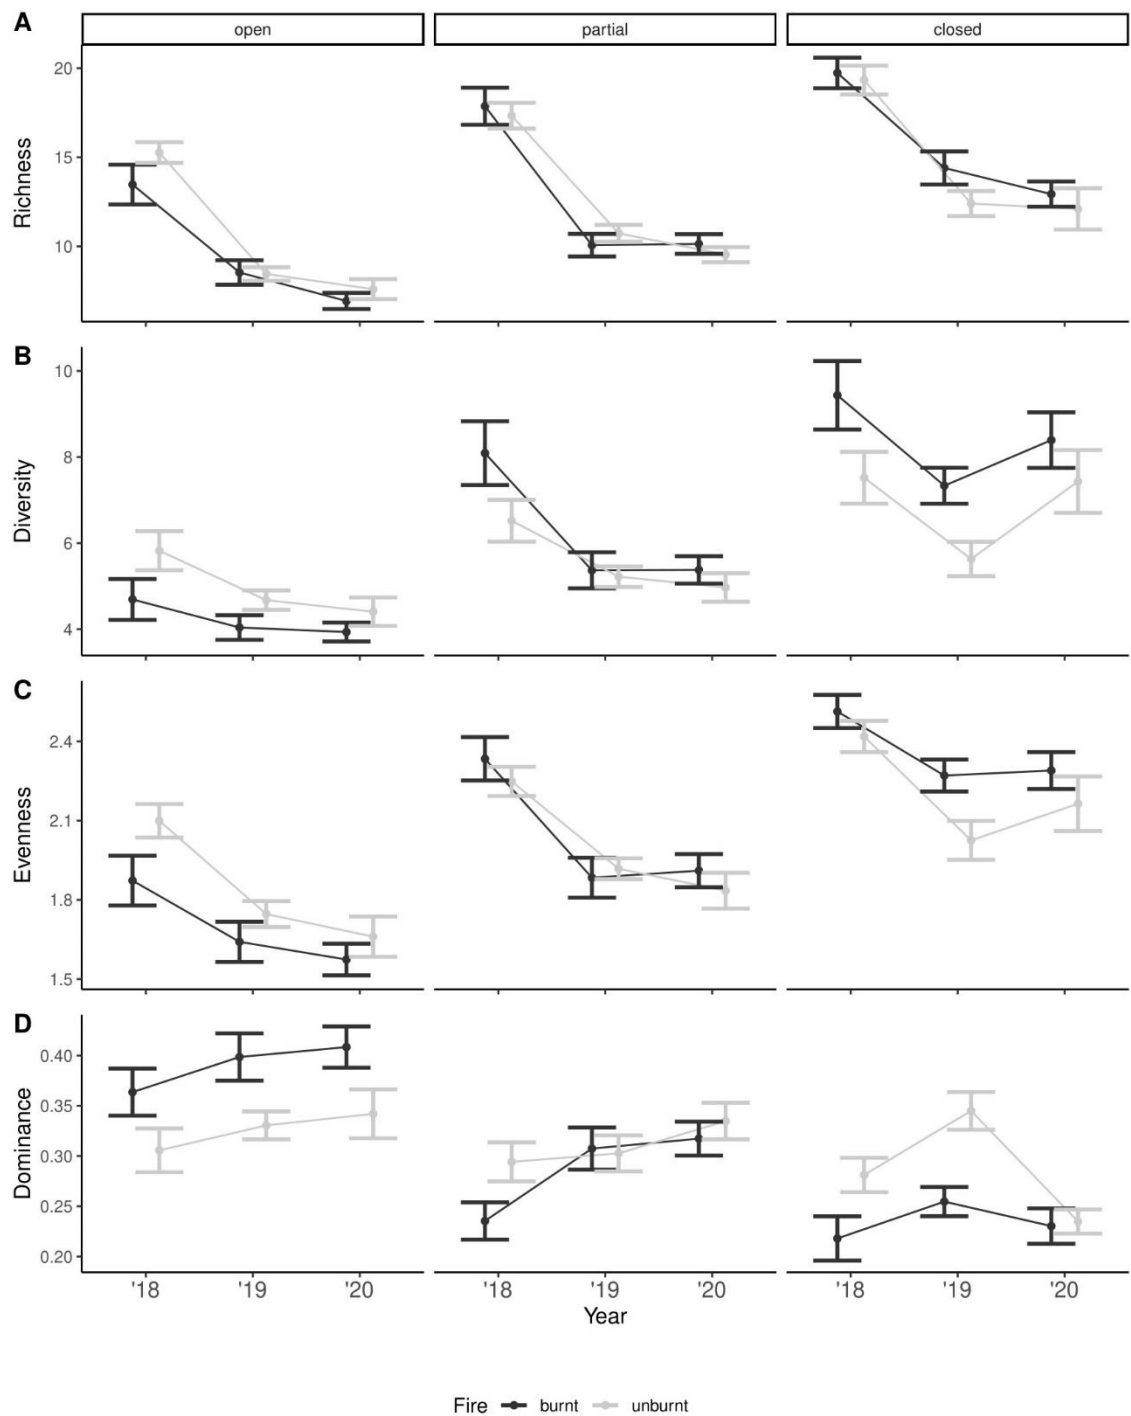 A
open partial closed
Richness
20
15
10
B
Diversity
10
8
6
4
C
Evenness
2.4
2.1
1.8
1.5
D
Dominance
0.40
0.35
0.30
0.25
0.20
'18 '19 '20 '18 '19 '20 '18 '19 '20
Year
Fire burnt unburnt